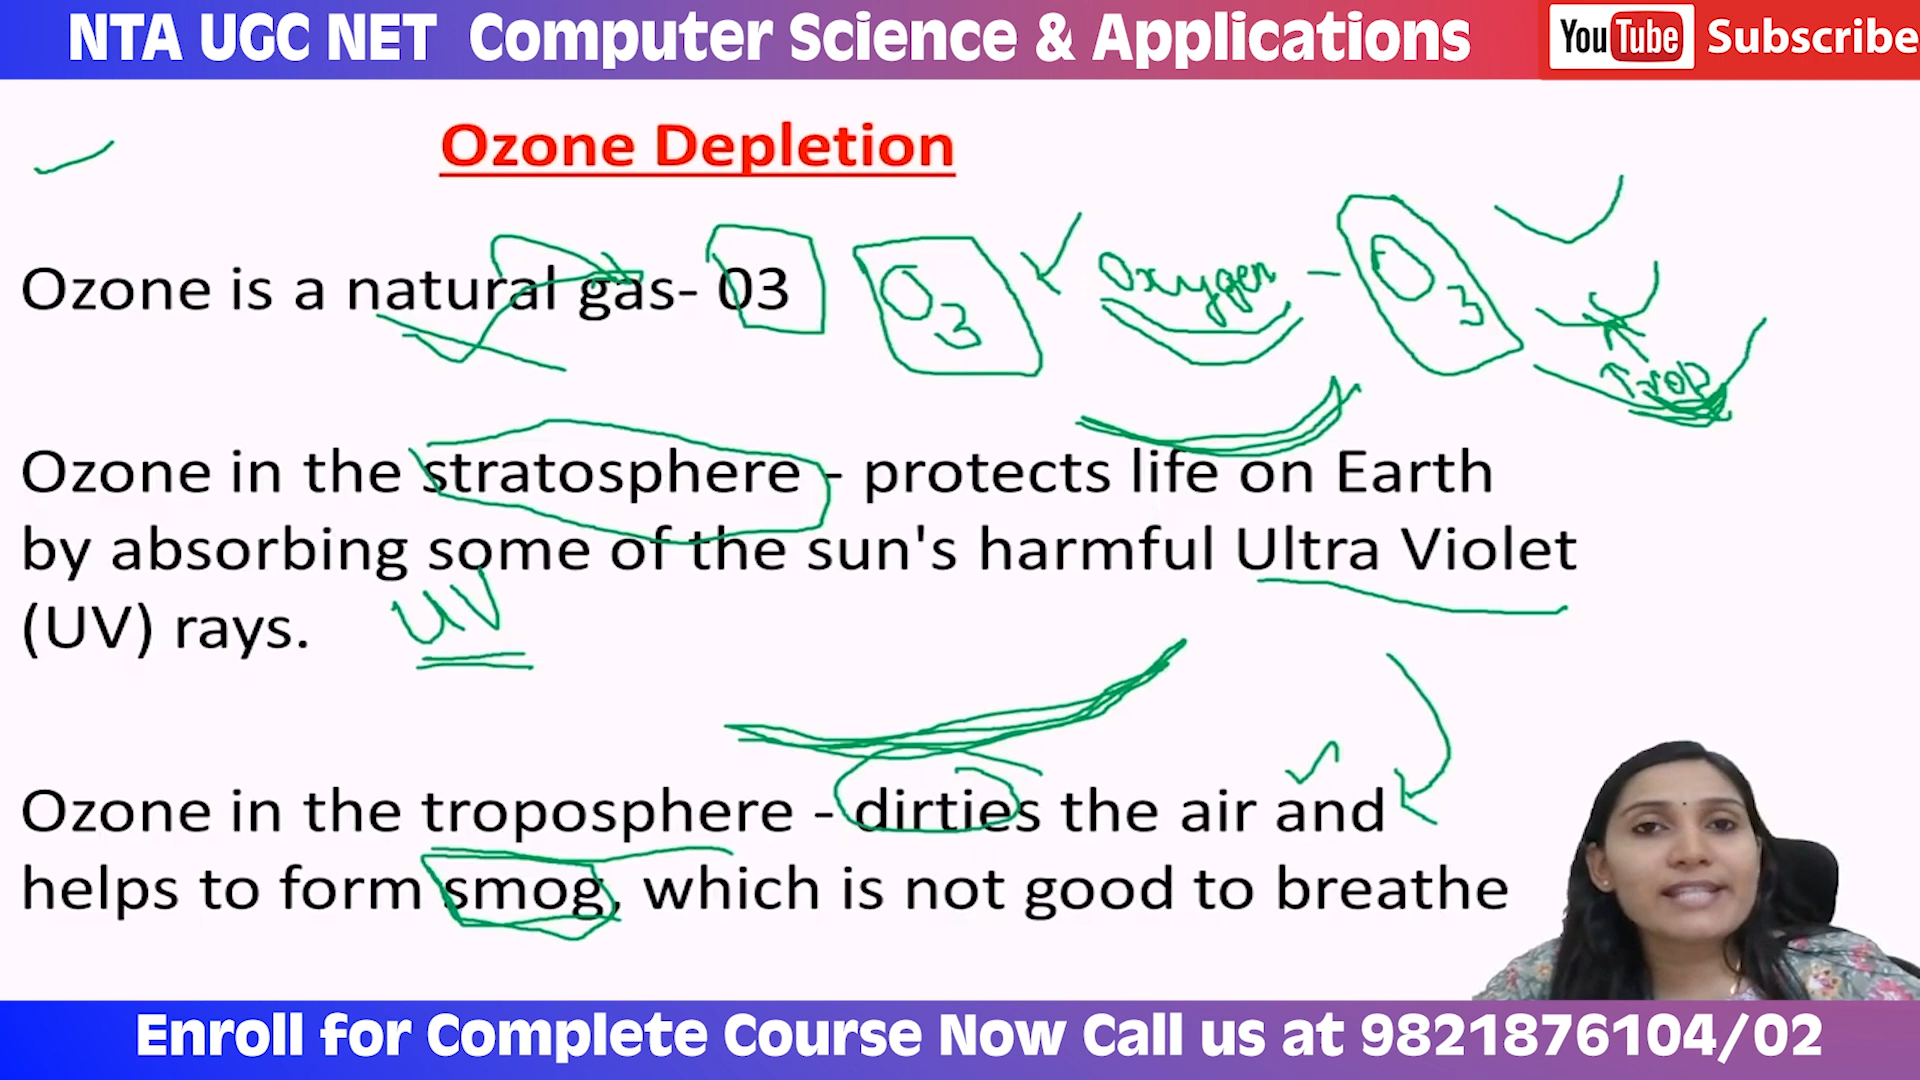 NTA UGC NET Computer Science & Applications
YouTube Subscribe
Ozone Depletion
Ozone is a natural gas- 03 O3 Oxygen - O3
Trop
Ozone in the stratosphere - protects life on Earth
by absorbing some of the sun's harmful Ultra Violet
(UV) rays. UV
Ozone in the troposphere - dirties the air and
helps to form smog, which is not good to breathe
Enroll for Complete Course Now Call us at 9821876104/02